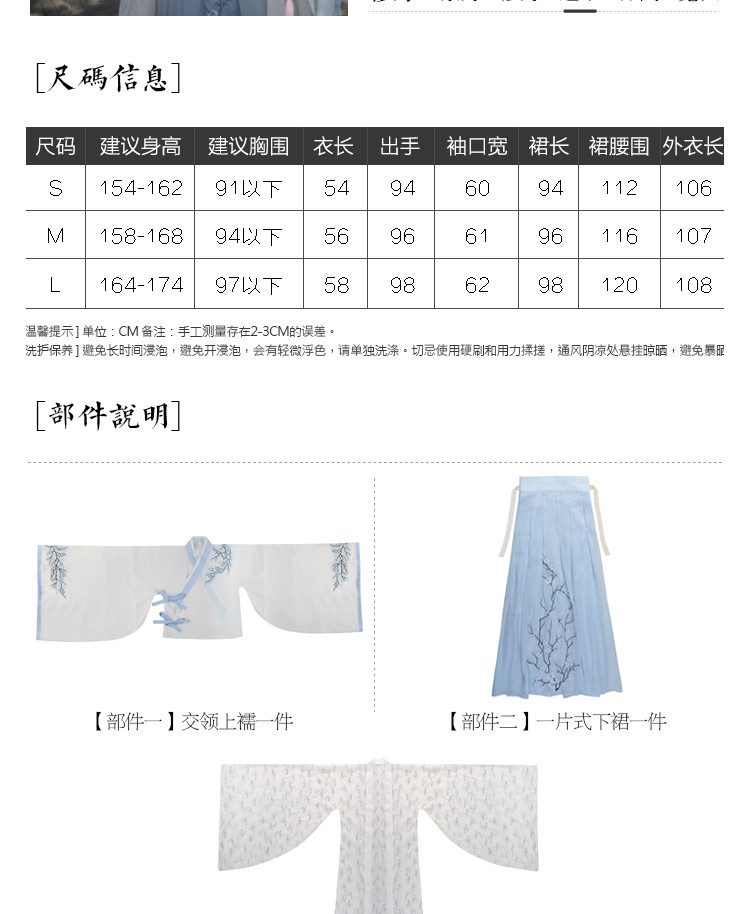 [尺碼信息]
尺码 建议身高 建议胸围 衣长 出手 袖口宽 裙长 裙腰围 外衣长
S 154-162 91以下 54 94 60 94 112 106
M 158-168 94以下 56 96 61 96 116 107
L 164-174 97以下 58 98 62 98 120 108
温馨提示] 单位：CM 备注：手工测量存在2-3CM的误差。
洗护保养] 避免长时间浸泡，避免开浸泡，会有轻微浮色，请单独洗涤。切忌使用硬刷和用力揉搓，通风阴凉处悬挂晾晒，避免暴晒
[部件說明]
【部件一】交领上襦一件
【部件二】一片式下裙一件